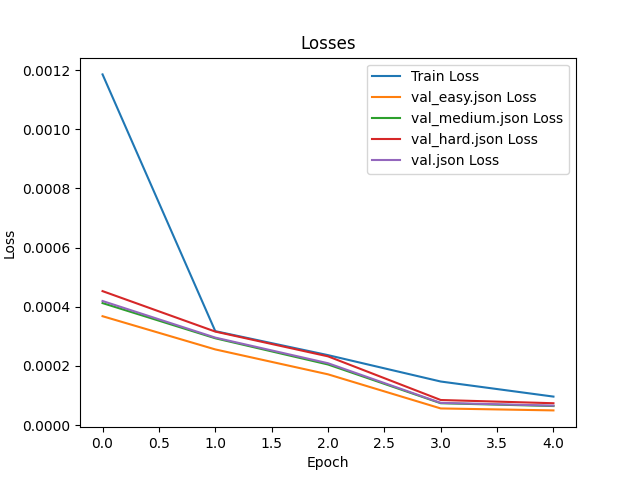 Losses
0.0012
0.0010
0.0008
0.0006
0.0004
0.0002
0.0000
Loss
Train Loss
val_easy.json Loss
val_medium.json Loss
val_hard.json Loss
val.json Loss
0.0 0.5 1.0 1.5 2.0 2.5 3.0 3.5 4.0
Epoch